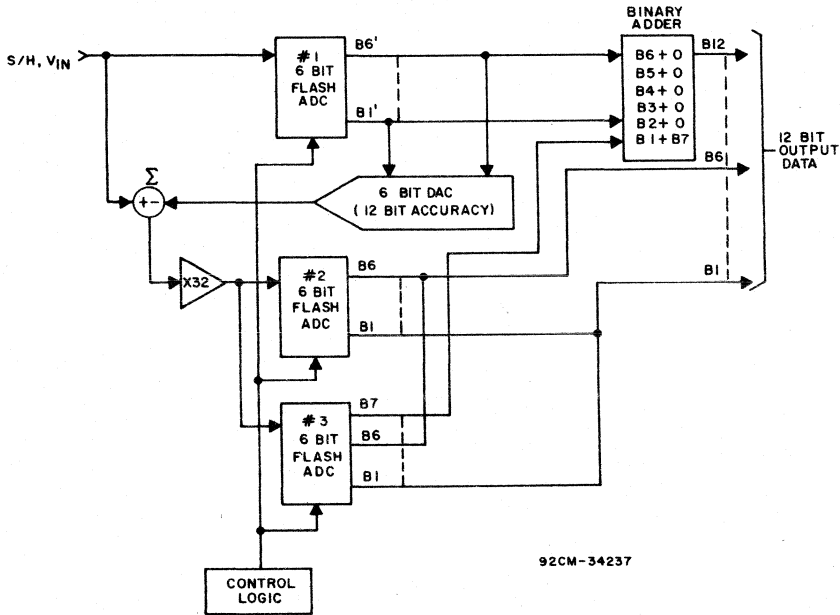 BINARY
ADDER
S/H, VIN
#1
6 BIT
FLASH
ADC
B6'
B1'
B6+0
B5+0
B4+0
B3+0
B2+0
B1+B7
B12
B6
B1
12 BIT
OUTPUT
DATA
Σ
+-
6 BIT DAC
(12 BIT ACCURACY)
X32
#2
6 BIT
FLASH
ADC
B6
B1
#3
6 BIT
FLASH
ADC
B7
B6
B1
CONTROL
LOGIC
92CM-34237